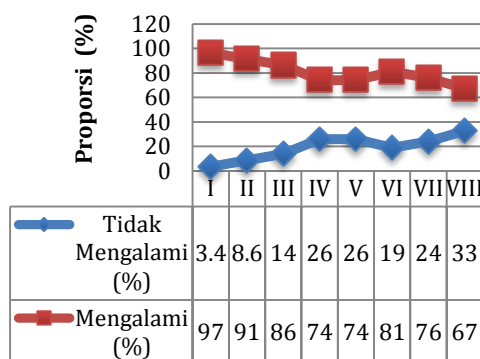 Proporsi (%)
120
100
80
60
40
20
0
I II III IV V VI VII VIII
Tidak
Mengalami
(%)
3.4 8.6 14 26 26 19 24 33
Mengalami
(%)
97 91 86 74 74 81 76 67